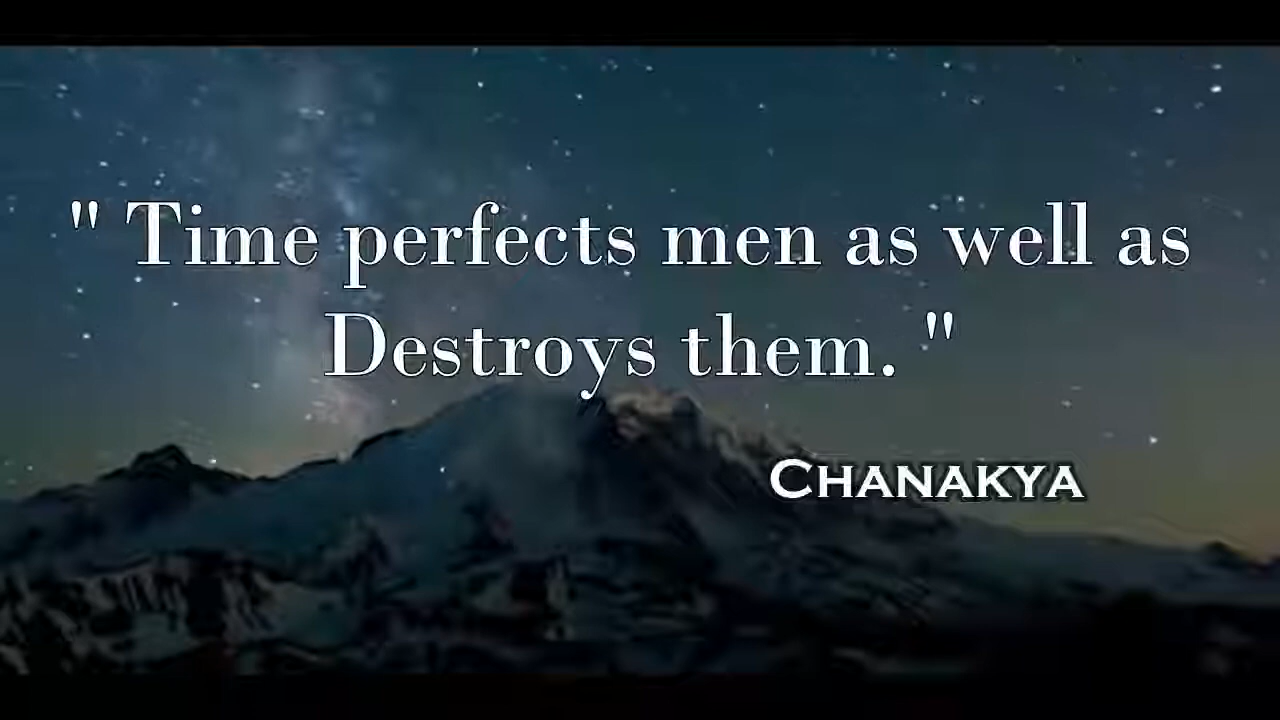 " Time perfects men as well as
Destroys them. "
CHANAKYA